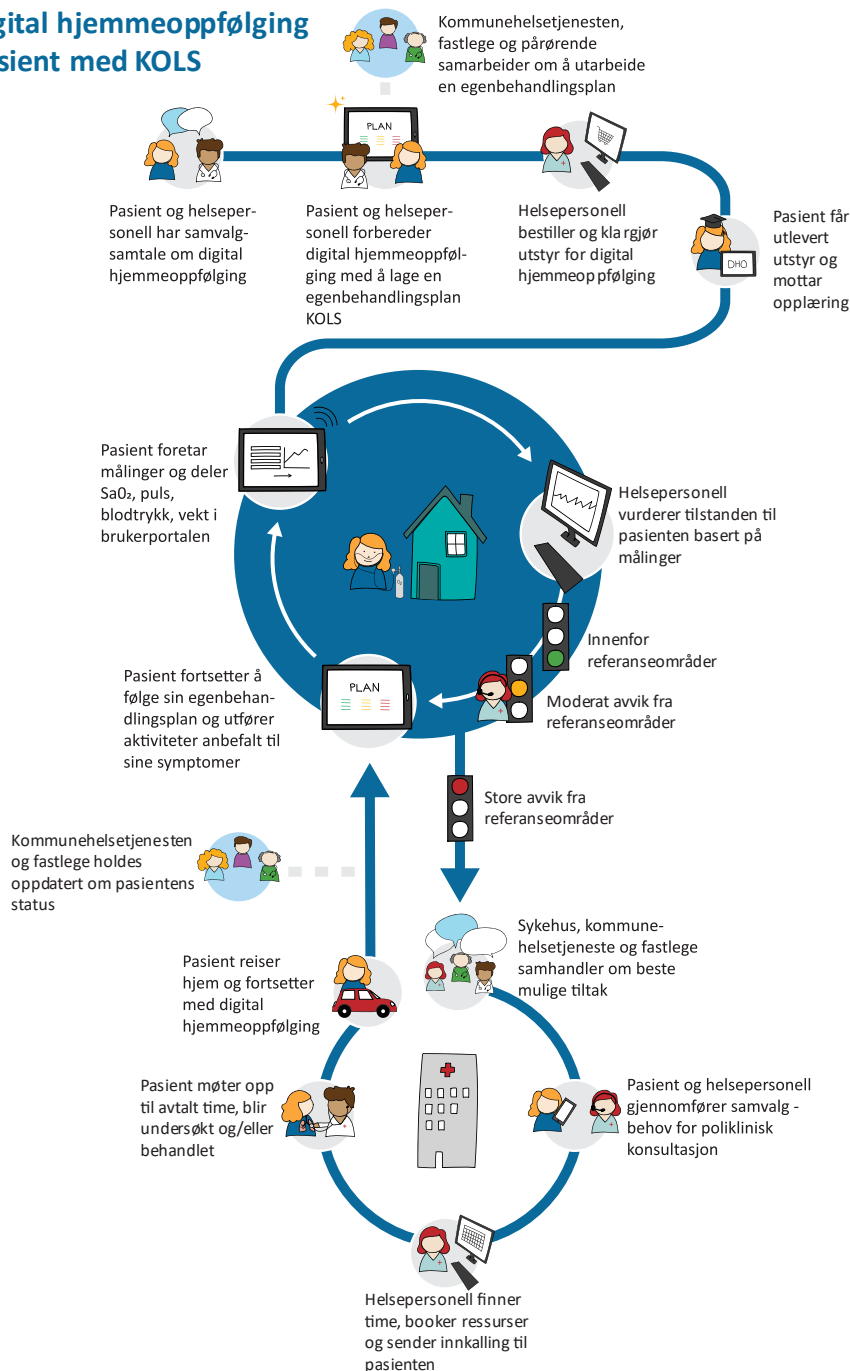 gital hjemmeoppfølging
sient med KOLS
Kommunehelsetjenesten,
fastlege og pårørende
samarbeider om å utarbeide
en egenbehandlingsplan
PLAN
Pasient og helseper-
sonell har samvalg-
samtale om digital
hjemmeoppfølging
Pasient og helseper-
sonell forbereder
digital hjemmeoppføl-
ging med å lage en
egenbehandlingsplan
KOLS
Helsepersonell
bestiller og kla rgjør
utstyr for digital
hjemmeop pfølging
DHO
Pasient får
utlevert
utstyr og
mottar
opplæring
Pasient foretar
målinger og deler
SaO₂, puls,
blodtrykk, vekt i
brukerportalen
Helsepersonell
vurderer tilstanden til
pasienten basert på
målinger
O₂
Innenfor
referanseområder
Moderat avvik fra
referanseområder
Pasient fortsetter å
følge sin egenbehan-
dlingsplan og utfører
aktiviteter anbefalt til
sine symptomer
PLAN
Store avvik fra
referanseområder
Kommunehelsetjenesten
og fastlege holdes
oppdatert om pasientens
status
Sykehus, kommune-
helsetjeneste og fastlege
samhandler om beste
mulige tiltak
Pasient reiser
hjem og fortsetter
med digital
hjemmeoppfølging
Pasient og helsepersonell
gjennomfører samvalg -
behov for poliklinisk
konsultasjon
Pasient møter opp
til avtalt time, blir
undersøkt og/eller
behandlet
Helsepersonell finner
time, booker ressurser
og sender innkalling til
pasienten